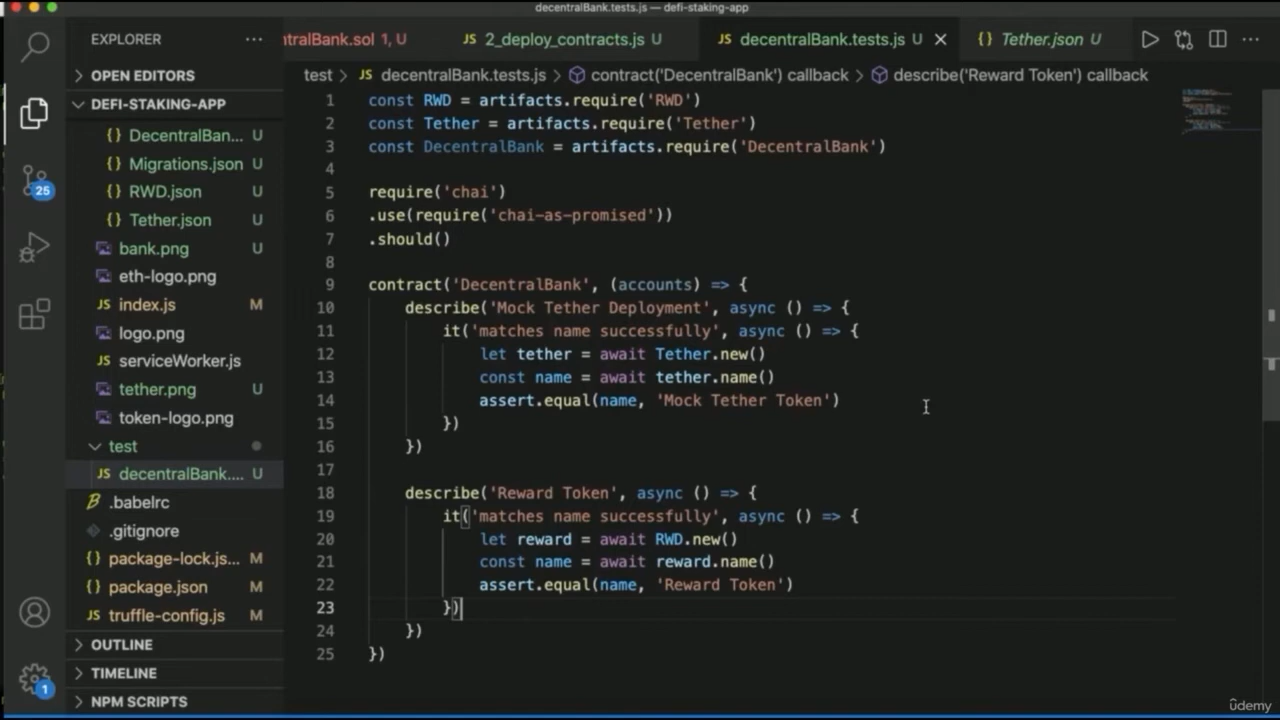 decentralBank.tests.js — defi-staking-app
EXPLORER
ntralBank.sol 1, U
JS 2_deploy_contracts.js U
JS decentralBank.tests.js U
{} Tether.json U
OPEN EDITORS
DEFI-STAKING-APP
{} DecentralBan... U
{} Migrations.json U
{} RWD.json U
{} Tether.json U
bank.png U
eth-logo.png
JS index.js M
logo.png
JS serviceWorker.js
tether.png U
token-logo.png
test
JS decentralBank.... U
.babelrc
.gitignore
{} package-lock.js... M
{} package.json M
JS truffle-config.js M
OUTLINE
TIMELINE
NPM SCRIPTS
25
1
test > JS decentralBank.tests.js > contract('DecentralBank') callback > describe('Reward Token') callback
1 const RWD = artifacts.require('RWD')
2 const Tether = artifacts.require('Tether')
3 const DecentralBank = artifacts.require('DecentralBank')
4
5 require('chai')
6 .use(require('chai-as-promised'))
7 .should()
8
9 contract('DecentralBank', (accounts) => {
10 describe('Mock Tether Deployment', async () => {
11 it('matches name successfully', async () => {
12 let tether = await Tether.new()
13 const name = await tether.name()
14 assert.equal(name, 'Mock Tether Token')
15 })
16 })
17
18 describe('Reward Token', async () => {
19 it('matches name successfully', async () => {
20 let reward = await RWD.new()
21 const name = await reward.name()
22 assert.equal(name, 'Reward Token')
23 })
24 })
25 })
ûdemy